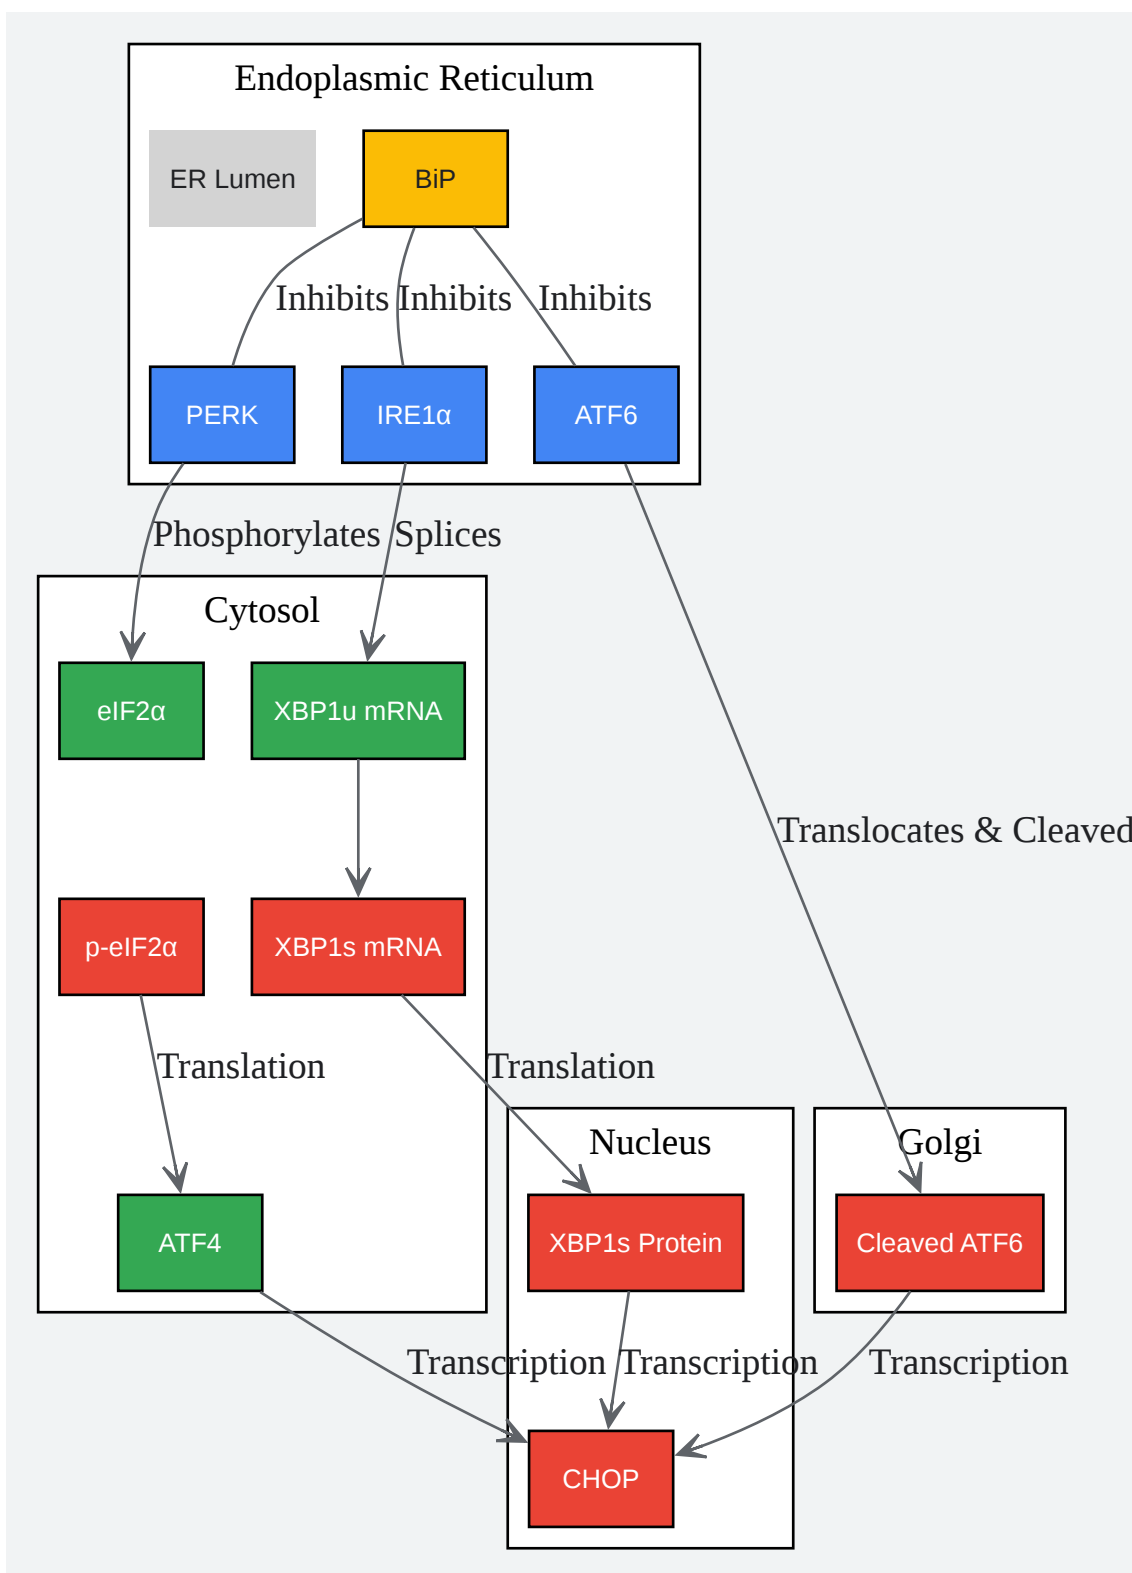 Endoplasmic Reticulum
ER Lumen
BiP
Inhibits
Inhibits
Inhibits
PERK
IRE1α
ATF6
Phosphorylates
Splices
Cytosol
eIF2α
XBP1u mRNA
Translocates & Cleaved
p-eIF2α
XBP1s mRNA
Translation
Translation
Nucleus
Golgi
ATF4
XBP1s Protein
Cleaved ATF6
Transcription
Transcription
Transcription
CHOP